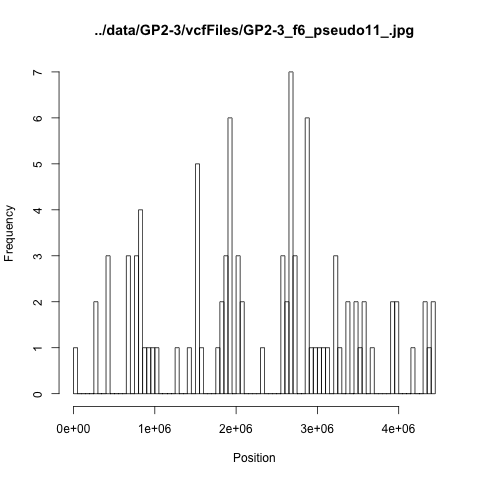 ../data/GP2-3/vcfFiles/GP2-3_f6_pseudo11_.jpg
Frequency
7
6
5
4
3
2
1
0
0e+00 1e+06 2e+06 3e+06 4e+06
Position